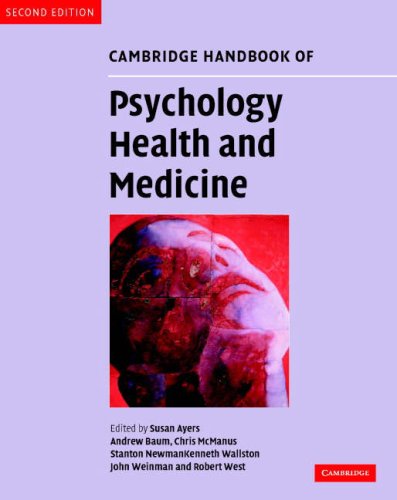 SECOND EDITION
CAMBRIDGE HANDBOOK OF
Psychology
Health and
Medicine
Edited by Susan Ayers
Andrew Baum, Chris McManus
Stanton NewmanKenneth Wallston
John Weinman and Robert West
CAMBRIDGE